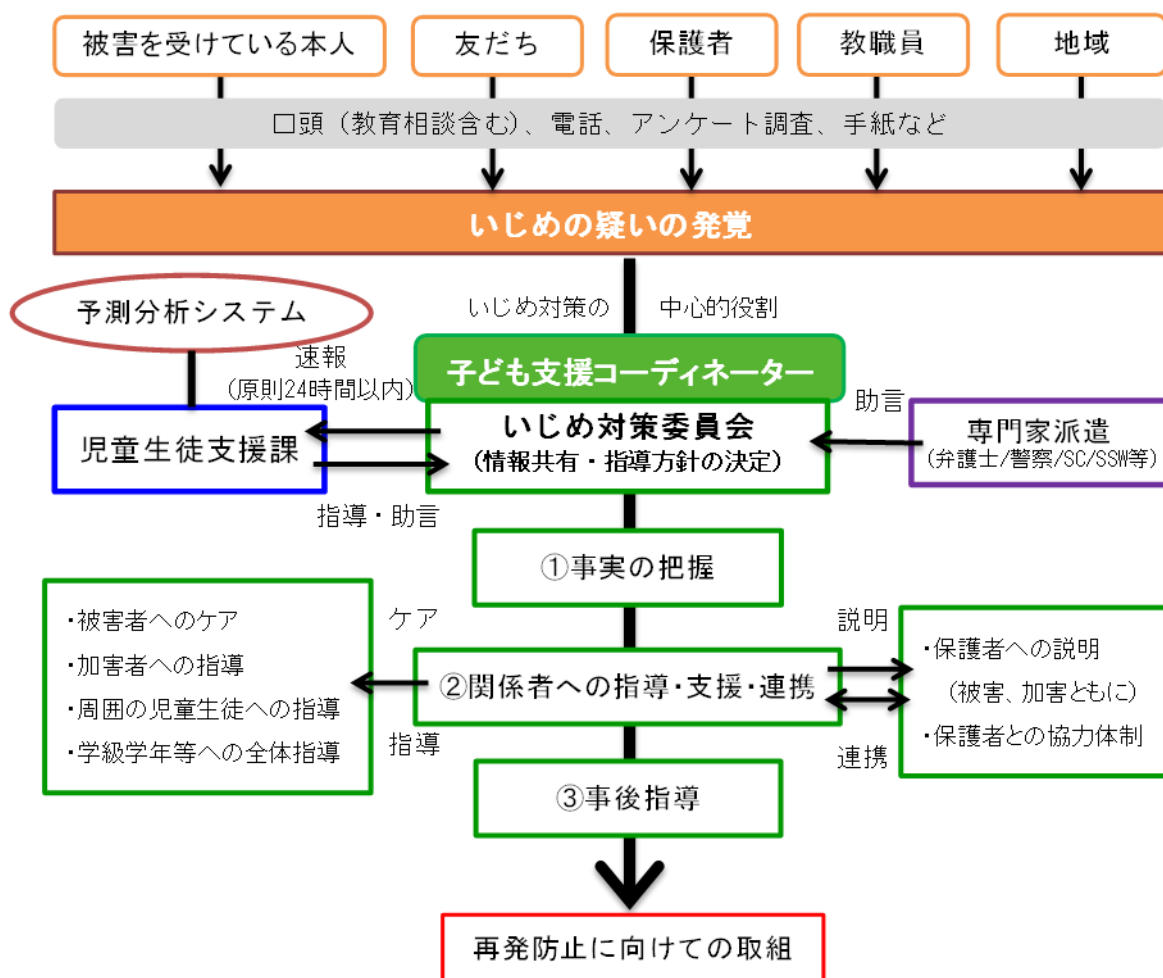 被害を受けている本人
友だち
保護者
教職員
地域
口頭（教育相談含む）、電話、アンケート調査、手紙など
いじめの疑いの発覚
予測分析システム
いじめ対策の
中心的役割
速報
(原則24時間以内)
子ども支援コーディネーター
児童生徒支援課
いじめ対策委員会
(情報共有・指導方針の決定)
助言
専門家派遣
(弁護士/警察/SC/SSW等)
指導・助言
①事実の把握
・被害者へのケア
・加害者への指導
・周囲の児童生徒への指導
・学級学年等への全体指導
ケア
指導
②関係者への指導・支援・連携
説明
連携
・保護者への説明
(被害、加害ともに)
・保護者との協力体制
③事後指導
再発防止に向けての取組